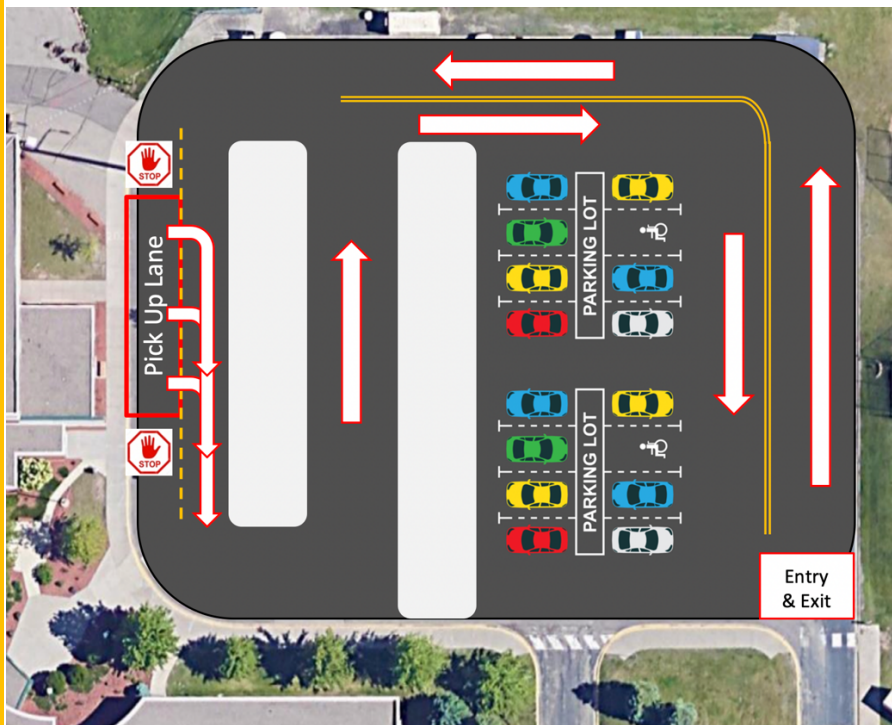 STOP
Pick Up Lane
STOP
PARKING LOT
PARKING LOT
Entry
& Exit